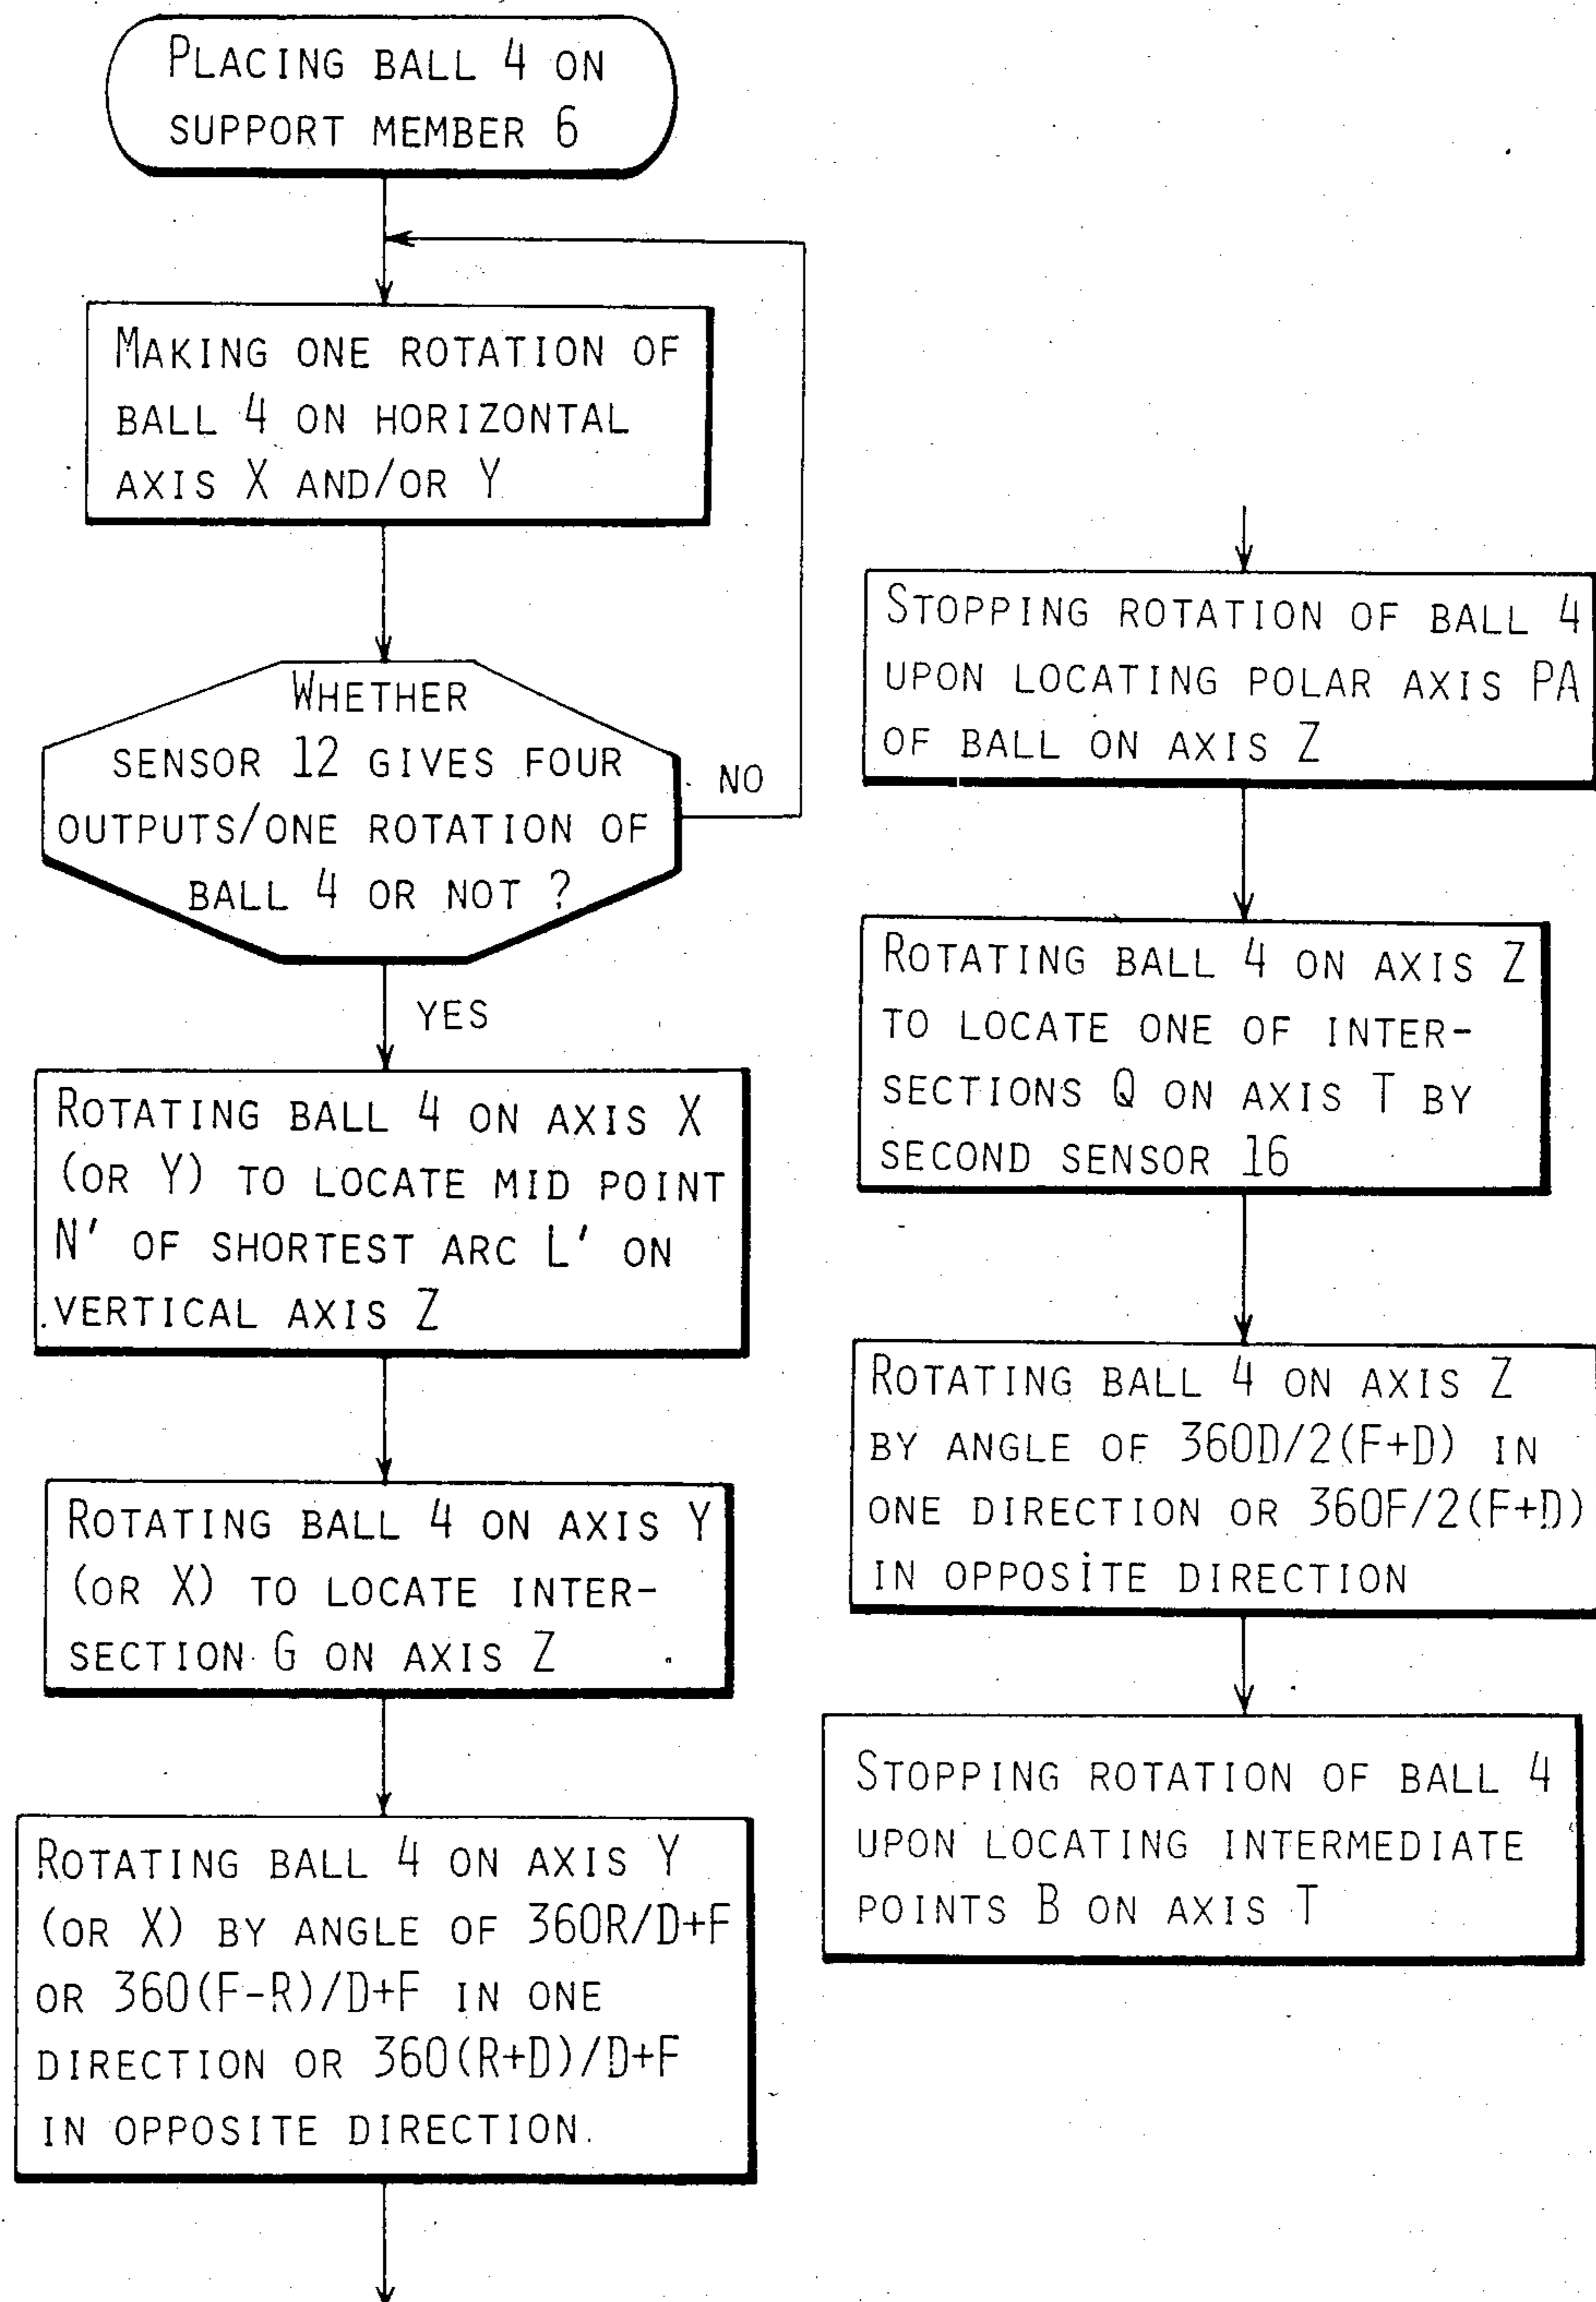 PLACING BALL 4 ON
SUPPORT MEMBER 6
MAKING ONE ROTATION OF
BALL 4 ON HORIZONTAL
AXIS X AND/OR Y
WHETHER
SENSOR 12 GIVES FOUR
OUTPUTS/ONE ROTATION OF
BALL 4 OR NOT ?
NO
YES
ROTATING BALL 4 ON AXIS X
(OR Y) TO LOCATE MID POINT
N' OF SHORTEST ARC L' ON
VERTICAL AXIS Z
ROTATING BALL 4 ON AXIS Y
(OR X) TO LOCATE INTER-
SECTION G ON AXIS Z
ROTATING BALL 4 ON AXIS Y
(OR X) BY ANGLE OF 360R/D+F
OR 360(F-R)/D+F IN ONE
DIRECTION OR 360(R+D)/D+F
IN OPPOSITE DIRECTION.
STOPPING ROTATION OF BALL 4
UPON LOCATING POLAR AXIS PA
OF BALL ON AXIS Z
ROTATING BALL 4 ON AXIS Z
TO LOCATE ONE OF INTER-
SECTIONS Q ON AXIS T BY
SECOND SENSOR 16
ROTATING BALL 4 ON AXIS Z
BY ANGLE OF 360D/2(F+D) IN
ONE DIRECTION OR 360F/2(F+D)
IN OPPOSITE DIRECTION
STOPPING ROTATION OF BALL 4
UPON LOCATING INTERMEDIATE
POINTS B ON AXIS T